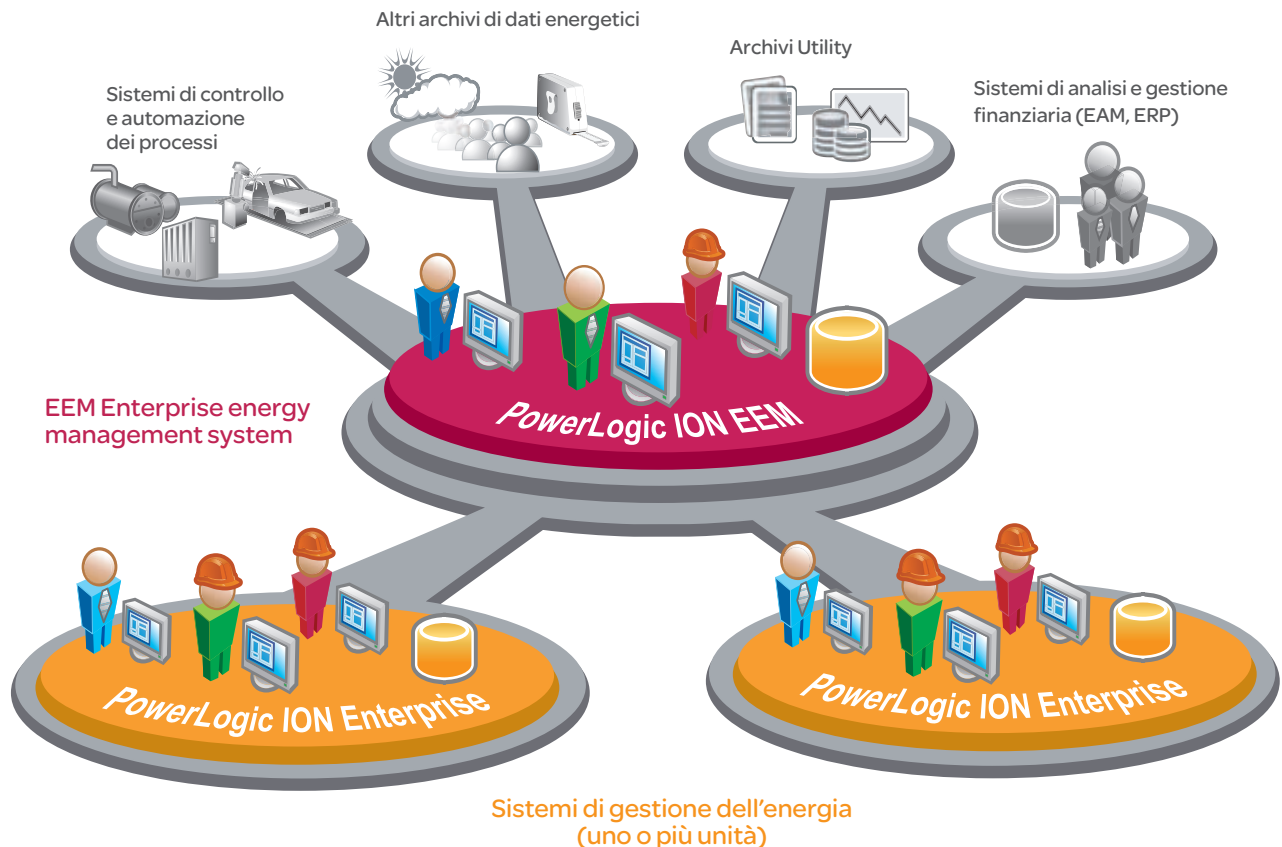 Altri archivi di dati energetici
Archivi Utility
Sistemi di controllo
e automazione
dei processi
Sistemi di analisi e gestione
finanziaria (EAM, ERP)
EEM Enterprise energy
management system
PowerLogic ION EEM
PowerLogic ION Enterprise
PowerLogic ION Enterprise
Sistemi di gestione dell'energia
(uno o più unità)